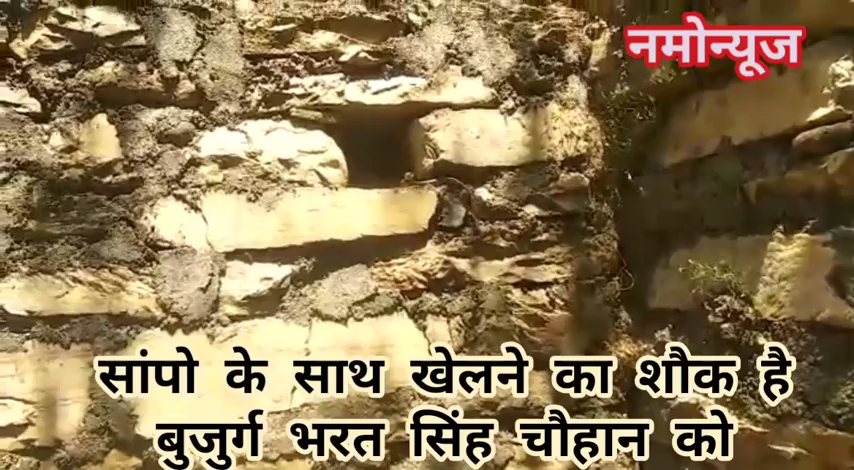 नमोन्यूज
सांपो के साथ खेलने का शौक है
बुजुर्ग भरत सिंह चौहान को